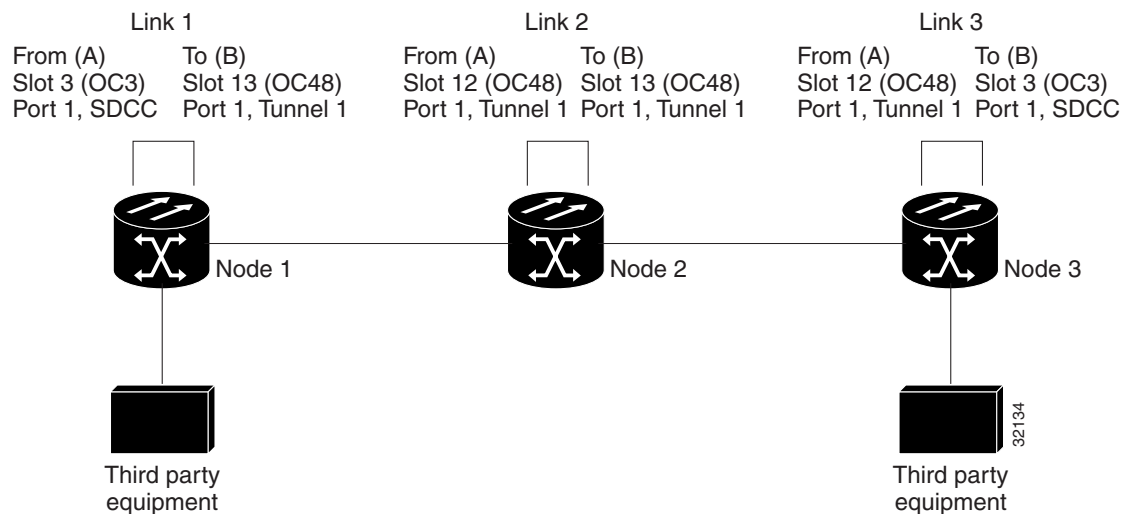 Link 1
From (A) To (B)
Slot 3 (OC3) Slot 13 (OC48)
Port 1, SDCC Port 1, Tunnel 1
Link 2
From (A) To (B)
Slot 12 (OC48) Slot 13 (OC48)
Port 1, Tunnel 1 Port 1, Tunnel 1
Link 3
From (A) To (B)
Slot 12 (OC48) Slot 3 (OC3)
Port 1, Tunnel 1 Port 1, SDCC
Node 1
Node 2
Node 3
Third party
equipment
Third party
equipment
32134